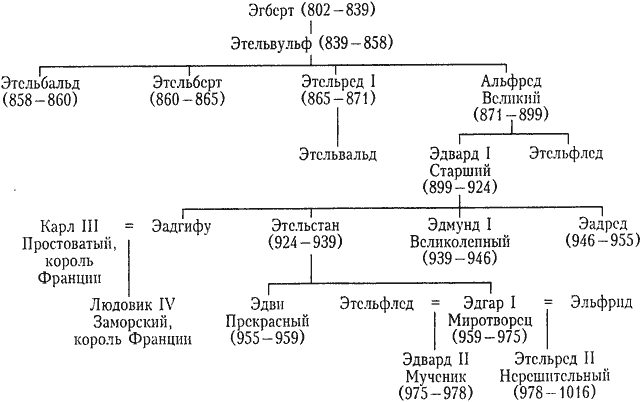 Эгберт (802–839)
Этельвульф (839–858)
Этельбальд Этельберт Этельред I Альфред
(858–860) (860–865) (865–871) Великий
(871–899)
Этельвальд Эдвард I Этельфлед
Старший
(899–924)
Карл III = Эадгифу Этельстан Эдмунд I Эадред
Простоватый, (924–939) Великолепный (946–955)
король (939–946)
Франции
Людовик IV Эдви Этельфлед = Эдгар I = Эльфрид
Заморский, Прекрасный Миротворец
король Франции (955–959) (959–975)
Эдвард II Этельред II
Мученик Нерешительный
(975–978) (978–1016)